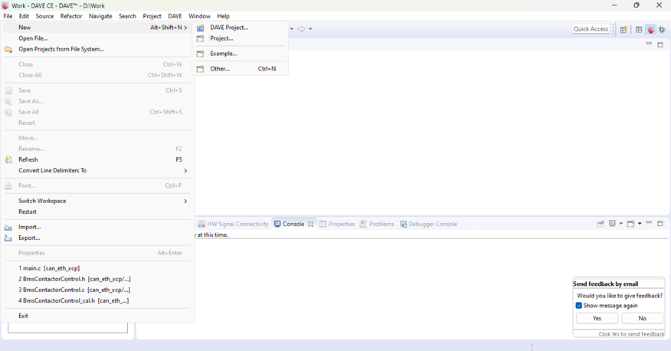 Work - DAVE CE - DAVE™ - D:\Work
File Edit Source Refactor Navigate Search Project DAVE Window Help
New Alt+Shift+N >
Open File...
Open Projects from File System...
Close Ctrl+W
Close All Ctrl+Shift+W
Save Ctrl+S
Save As...
Save All Ctrl+Shift+S
Revert
Move...
Rename... F2
Refresh F5
Convert Line Delimiters To >
Print... Ctrl+P
Switch Workspace >
Restart
Import...
Export...
Properties Alt+Enter
1 main.c [can_eth_xcp]
2 BmsContactorControl.h [can_eth_xcp/...]
3 BmsContactorControl.c [can_eth_xcp/...]
4 BmsContactorControl_cal.h [can_eth_...]
Exit
DAVE Project...
Project...
Example...
Other... Ctrl+N
Quick Access
HW Signal Connectivity Console Properties Problems Debugger Console
at this time.
Send feedback by email
Would you like to give feedback?
Show message again
Yes No
Click Yes to send feedback